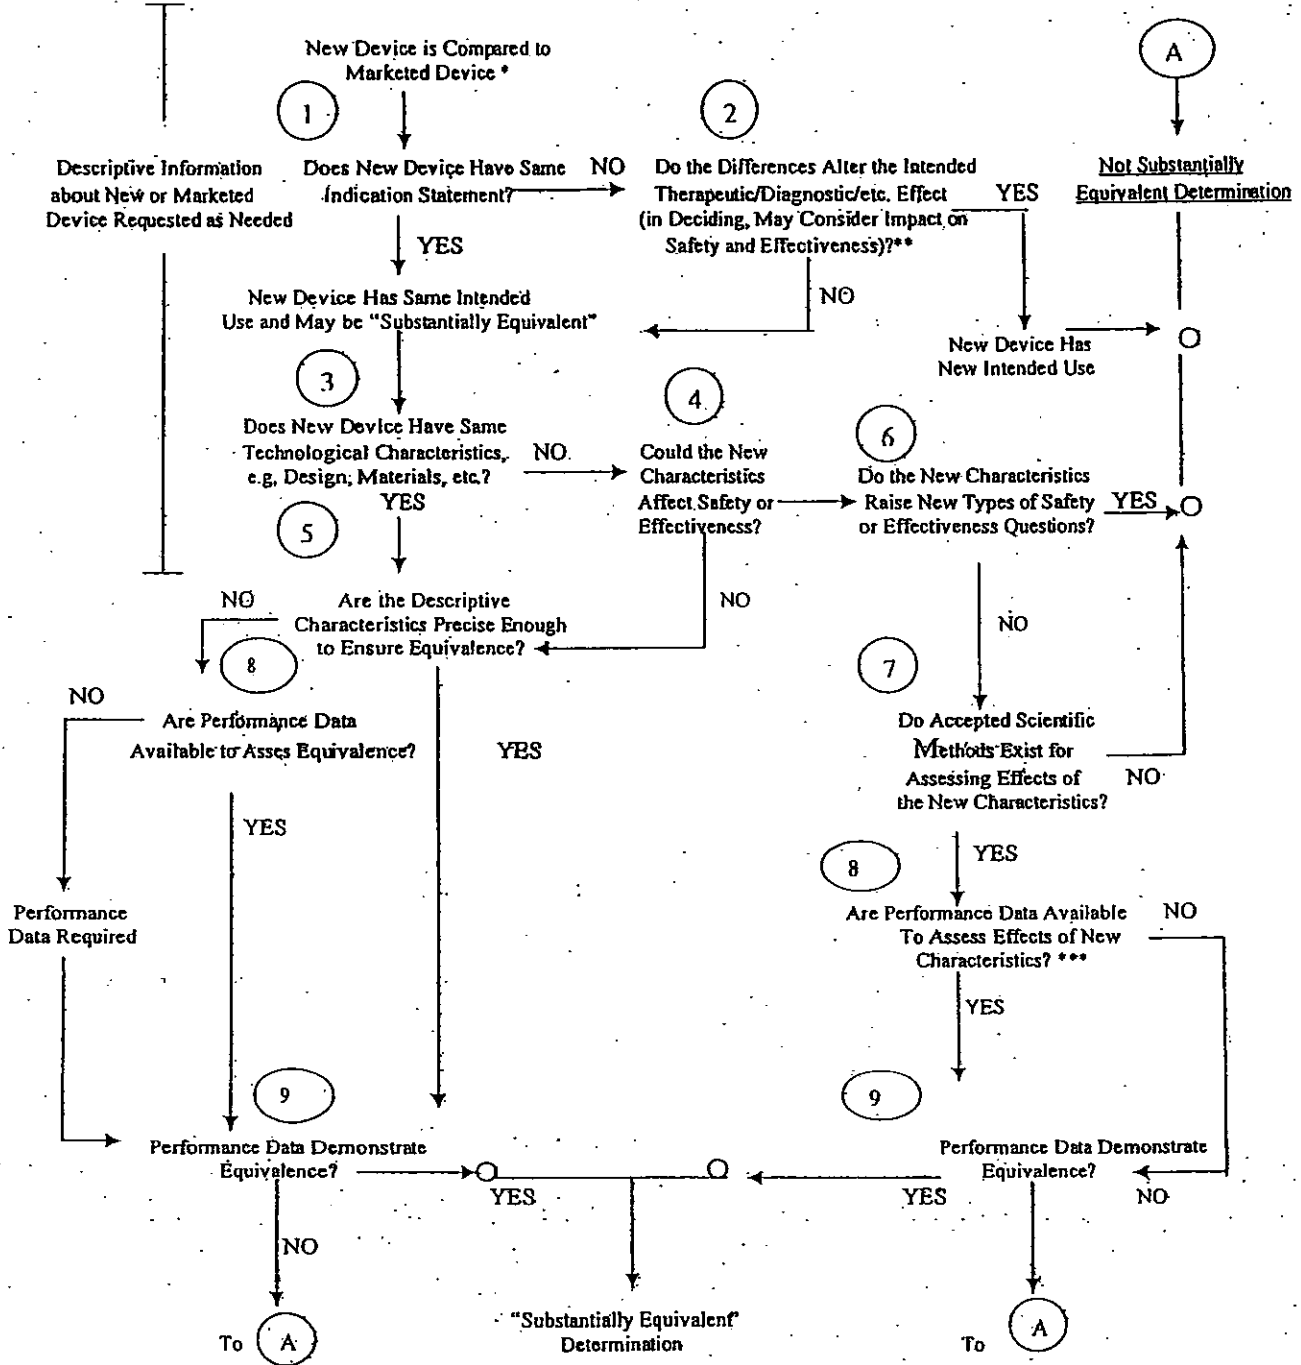 New Device is Compared to
Marketed Device *
A
1
2
Descriptive Information
about New or Marketed
Device Requested as Needed
Does New Device Have Same
Indication Statement?
NO
Do the Differences Alter the Intended
Therapeutic/Diagnostic/etc. Effect
(in Deciding, May Consider Impact on
Safety and Effectiveness)?**
YES
Not Substantially
Equivalent Determination
YES
NO
New Device Has Same Intended
Use and May be "Substantially Equivalent"
New Device Has
New Intended Use
3
4
6
Does New Device Have Same
Technological Characteristics,
e.g, Design, Materials, etc.?
NO
Could the New
Characteristics
Affect Safety or
Effectiveness?
Do the New Characteristics
Raise New Types of Safety
or Effectiveness Questions?
YES
YES
5
NO
Are the Descriptive
Characteristics Precise Enough
to Ensure Equivalence?
NO
NO
8
7
NO
Are Performance Data
Available to Asses Equivalence?
YES
Do Accepted Scientific
Methods Exist for
Assessing Effects of
the New Characteristics?
NO
YES
YES
8
Performance
Data Required
Are Performance Data Available
To Assess Effects of New
Characteristics? ***
NO
YES
9
9
Performance Data Demonstrate
Equivalence?
YES
Performance Data Demonstrate
Equivalence?
YES
NO
NO
To
A
"Substantially Equivalent"
Determination
To
A